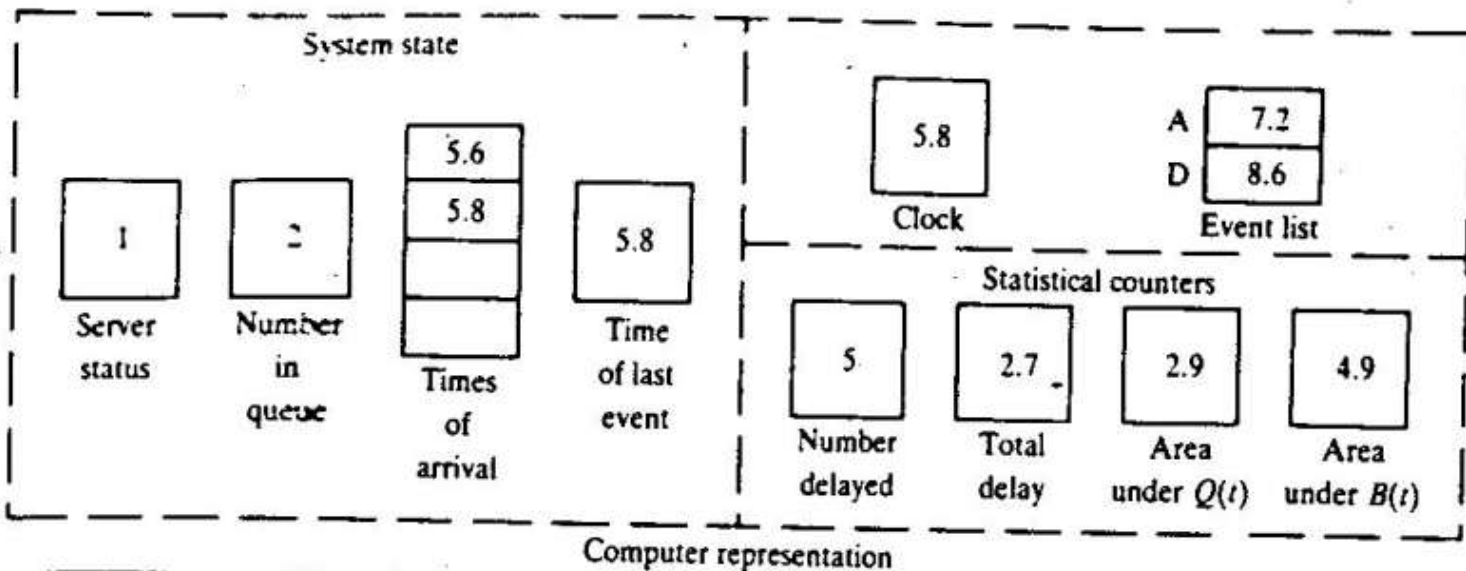 System state
1
Server
status
2
Number
in
queue
5.6
5.8
Times
of
arrival
5.8
Time
of last
event
5.8
Clock
A 7.2
D 8.6
Event list
Statistical counters
5
Number
delayed
2.7
Total
delay
2.9
Area
under Q(t)
4.9
Area
under B(t)
Computer representation